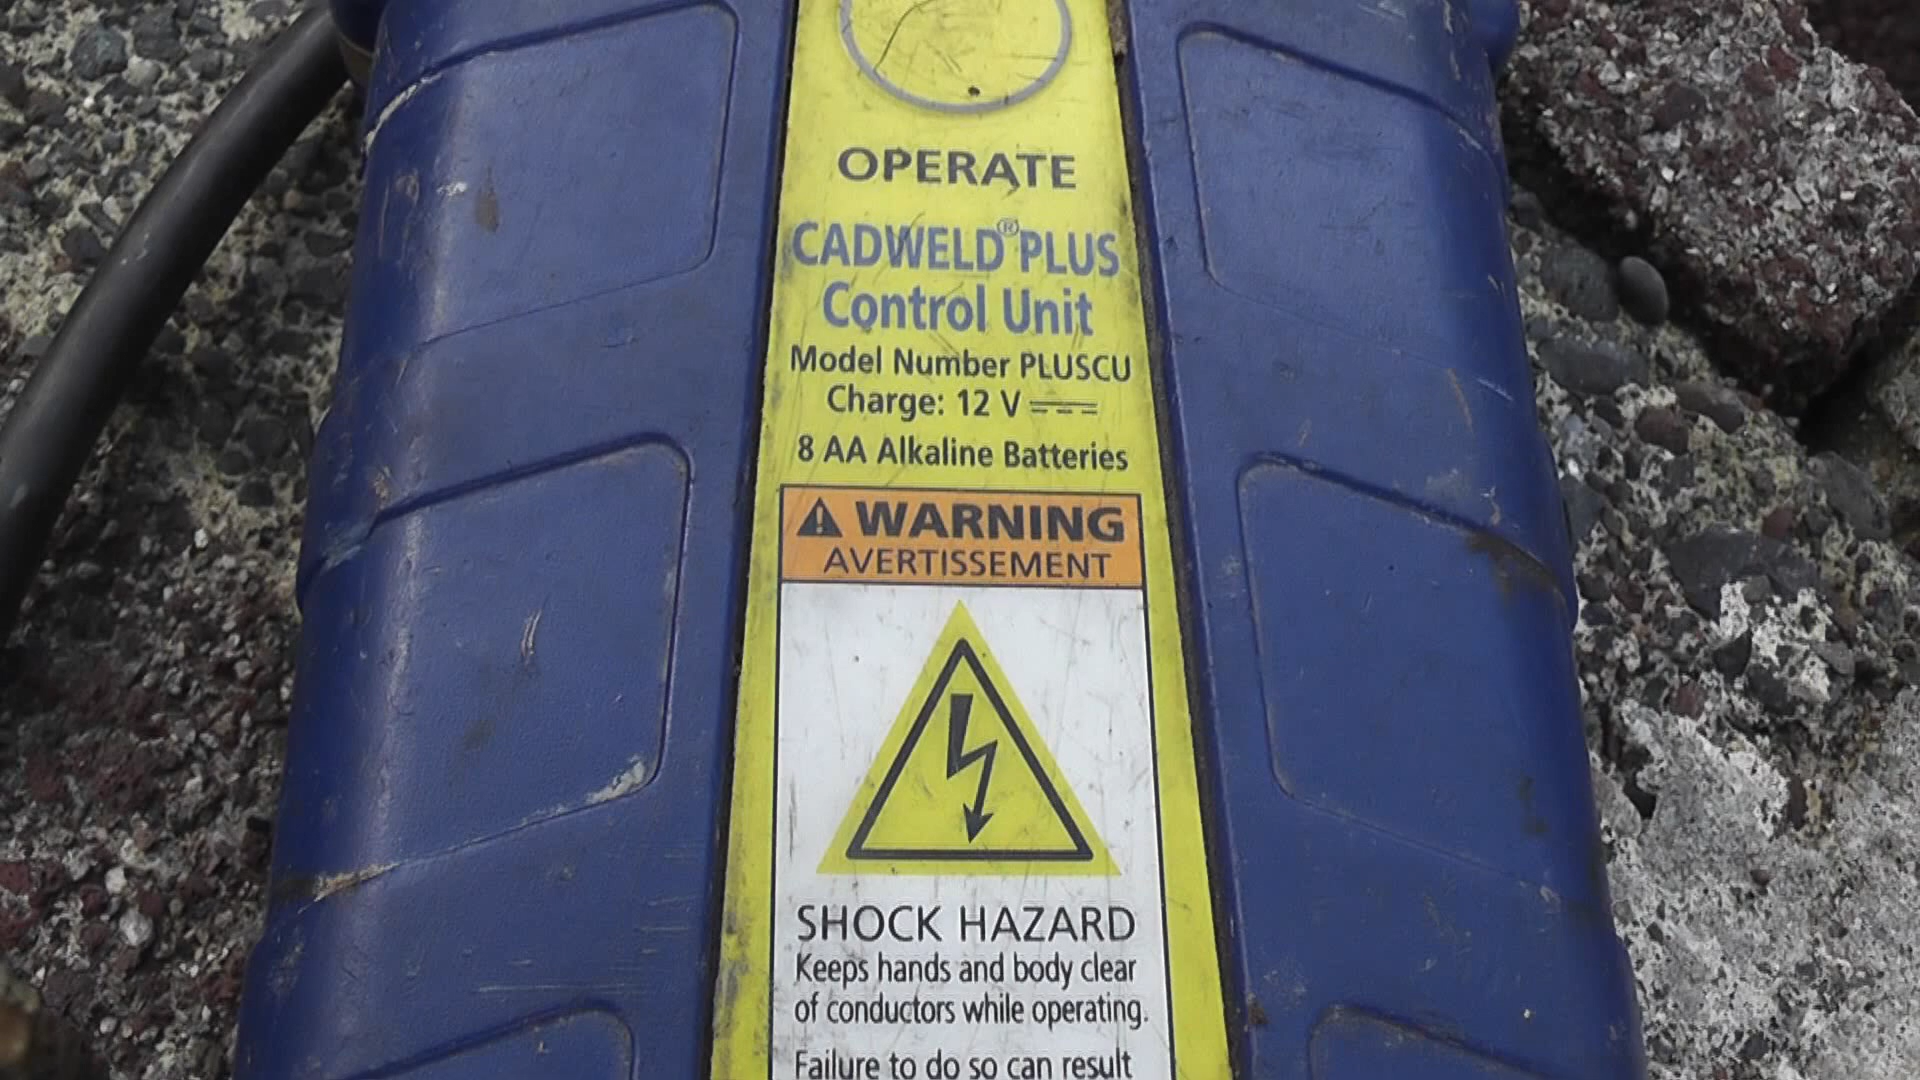 OPERATE
CADWELD® PLUS
Control Unit
Model Number PLUSCU
Charge: 12 V ⎓
8 AA Alkaline Batteries
⚠ WARNING
AVERTISSEMENT
SHOCK HAZARD
Keeps hands and body clear
of conductors while operating.
Failure to do so can result